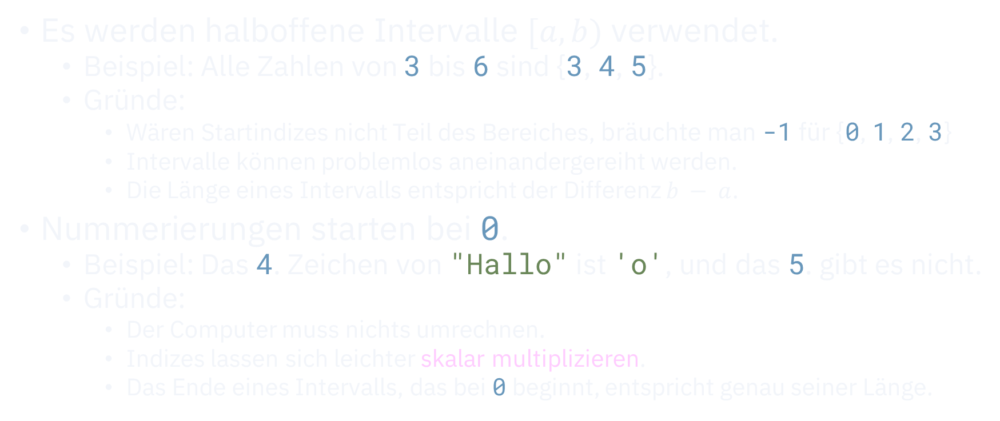 • Es werden halboffene Intervalle [a, b) verwendet.
• Beispiel: Alle Zahlen von 3 bis 6 sind {3, 4, 5}.
• Gründe:
• Wären Startindizes nicht Teil des Bereiches, bräuchte man -1 für {0, 1, 2, 3}
• Intervalle können problemlos aneinandergereiht werden.
• Die Länge eines Intervalls entspricht der Differenz b − a.
• Nummerierungen starten bei 0.
• Beispiel: Das 4. Zeichen von "Hallo" ist 'o', und das 5. gibt es nicht.
• Gründe:
• Der Computer muss nichts umrechnen.
• Indizes lassen sich leichter skalar multiplizieren.
• Das Ende eines Intervalls, das bei 0 beginnt, entspricht genau seiner Länge.